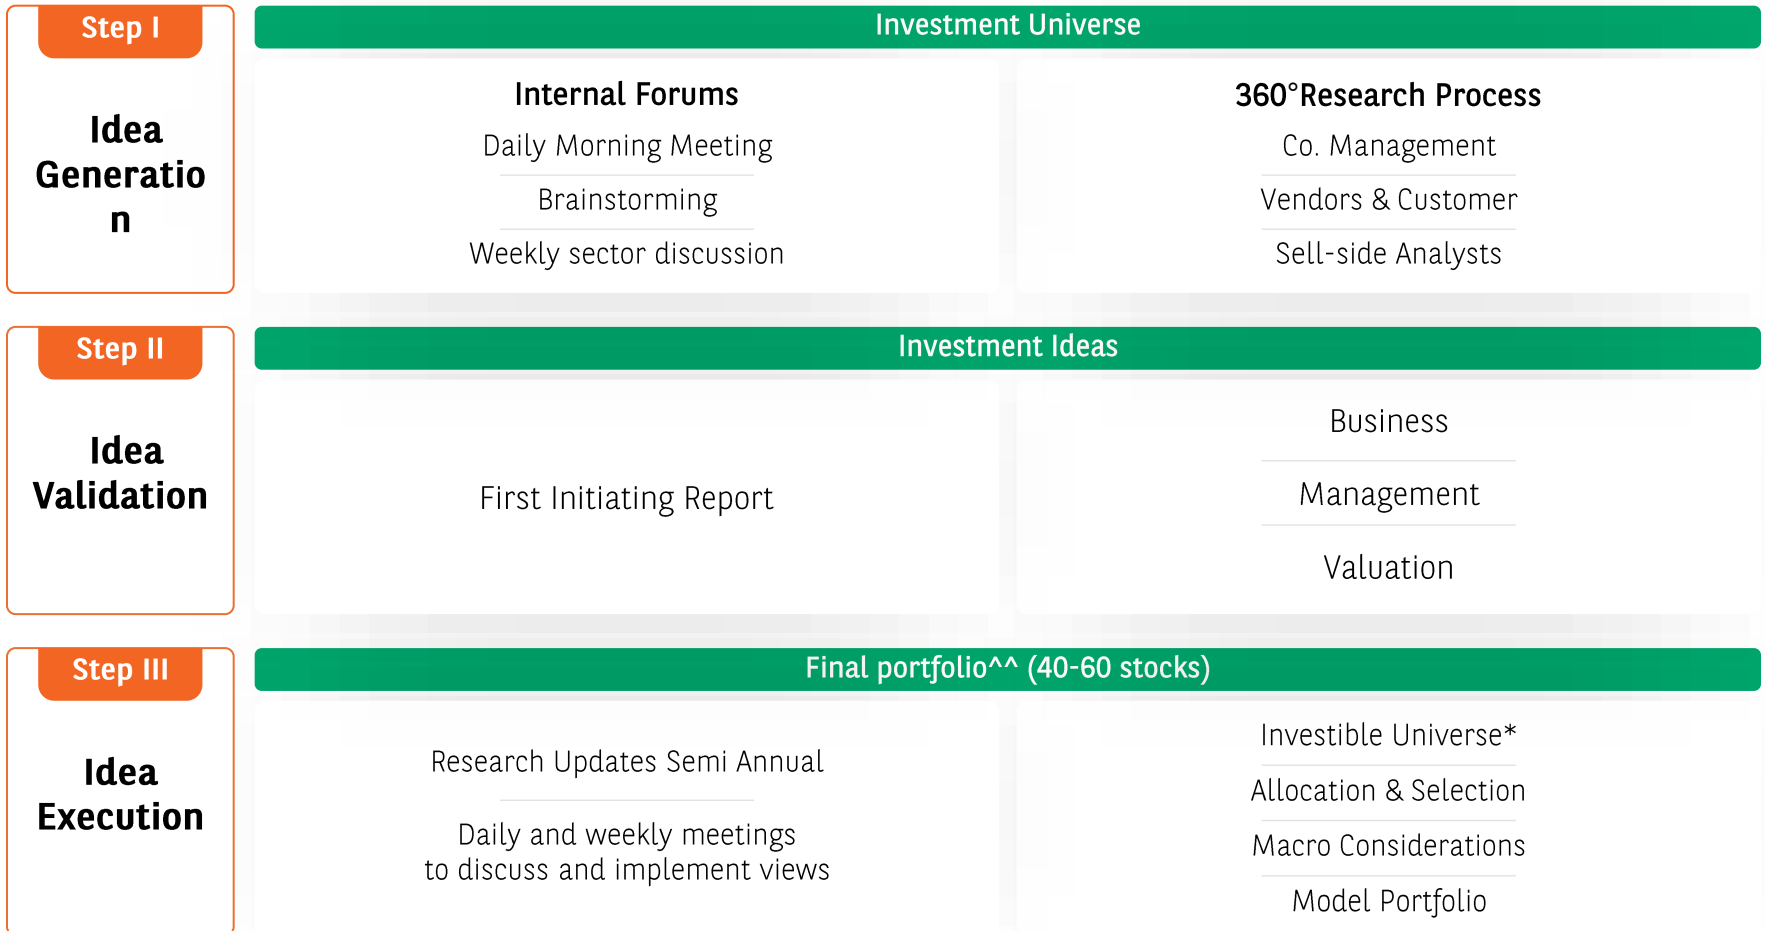 Step I
Idea
Generatio
n
Investment Universe
Internal Forums
Daily Morning Meeting
Brainstorming
Weekly sector discussion
360°Research Process
Co. Management
Vendors & Customer
Sell-side Analysts
Step II
Idea
Validation
Investment Ideas
First Initiating Report
Business
Management
Valuation
Step III
Idea
Execution
Final portfolio^^ (40-60 stocks)
Research Updates Semi Annual
Daily and weekly meetings
to discuss and implement views
Investible Universe*
Allocation & Selection
Macro Considerations
Model Portfolio